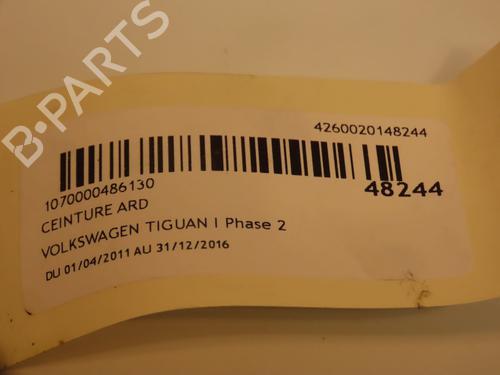 B-PARTS
4260020148244
1070000486130
48244
CEINTURE ARD
VOLKSWAGEN TIGUAN I Phase 2
DU 01/04/2011 AU 31/12/2016